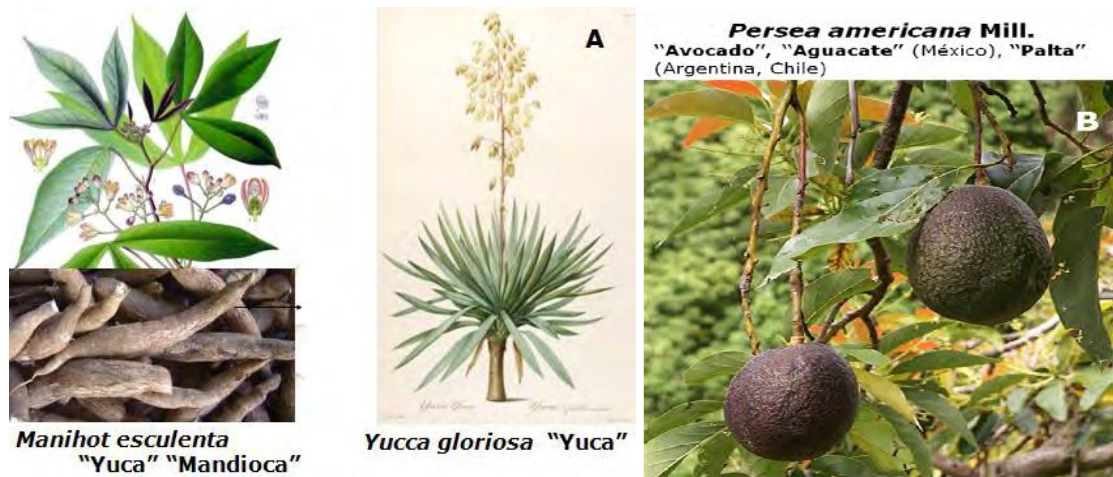 A
Persea americana Mill.
“Avocado”, “Aguacate” (México), “Palta”
(Argentina, Chile)
B
Manihot esculenta
“Yuca” “Mandioca”
Yucca gloriosa “Yuca”